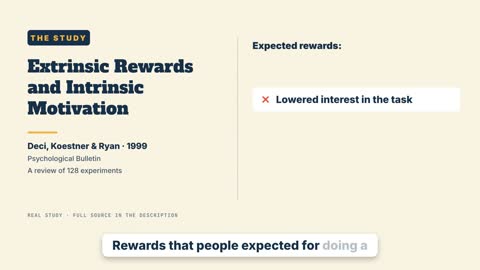 THE STUDY
Extrinsic Rewards
and Intrinsic
Motivation
Deci, Koestner & Ryan · 1999
Psychological Bulletin
A review of 128 experiments
REAL STUDY · FULL SOURCE IN THE DESCRIPTION
Expected rewards:
✕ Lowered interest in the task
Rewards that people expected for doing a